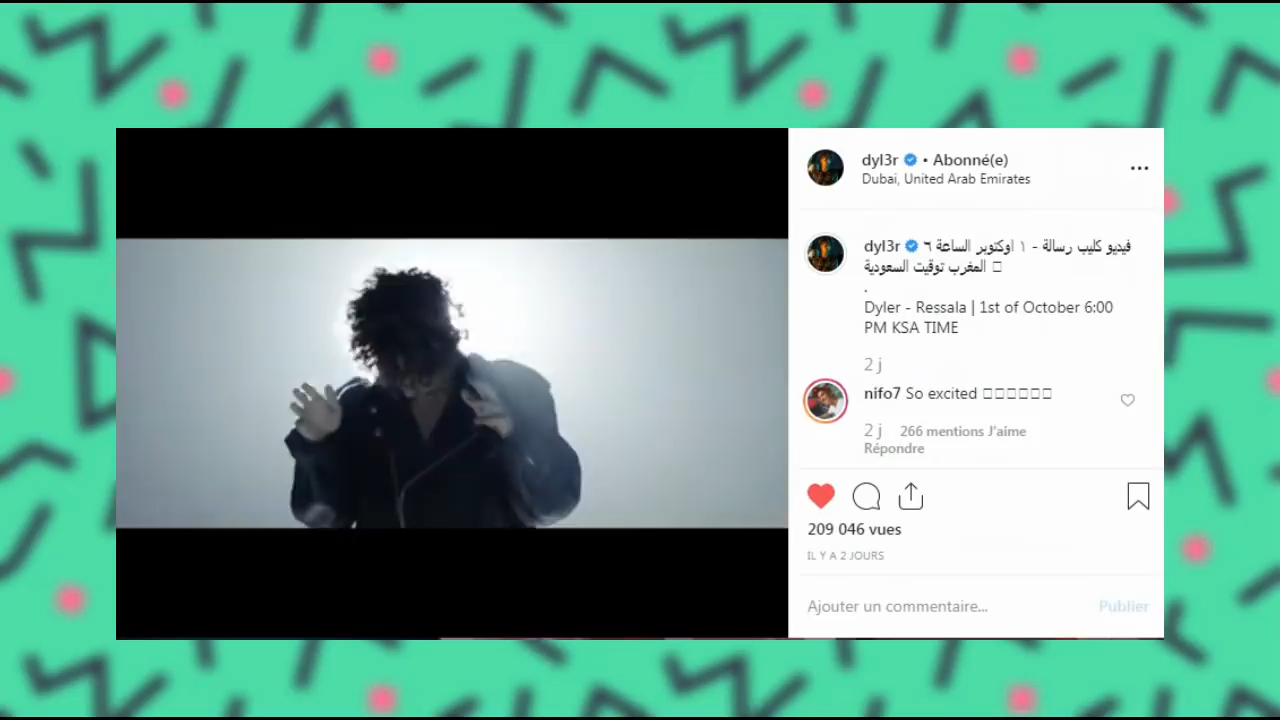 dyl3r • Abonné(e)
Dubai, United Arab Emirates
dyl3r فيديو كليب رسالة - ١ اوكتوبر الساعة ٦
المغرب توقيت السعودية
.
Dyler - Ressala | 1st of October 6:00
PM KSA TIME
2 j
nifo7 So excited
2 j 266 mentions J'aime
Répondre
209 046 vues
IL Y A 2 JOURS
Ajouter un commentaire... Publier